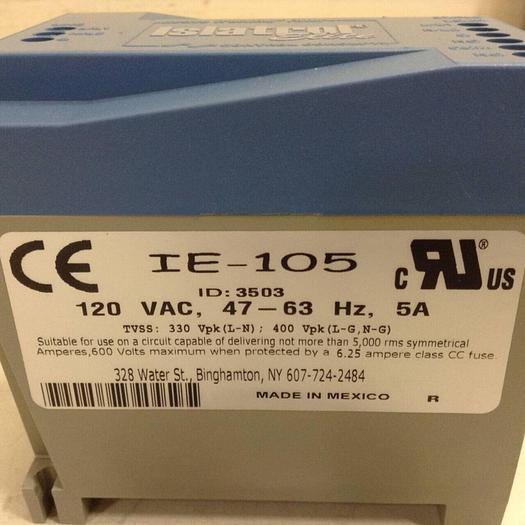 Islatrol
CE
IE-105
C RU® US
ID: 3503
120 VAC, 47-63 Hz, 5A
TVSS: 330 Vpk(L-N); 400 Vpk(L-G,N-G)
Suitable for use on a circuit capable of delivering not more than 5,000 rms symmetrical
Amperes,600 Volts maximum when protected by a 6.25 ampere class CC fuse.
328 Water St., Binghamton, NY 607-724-2484
MADE IN MEXICO
R